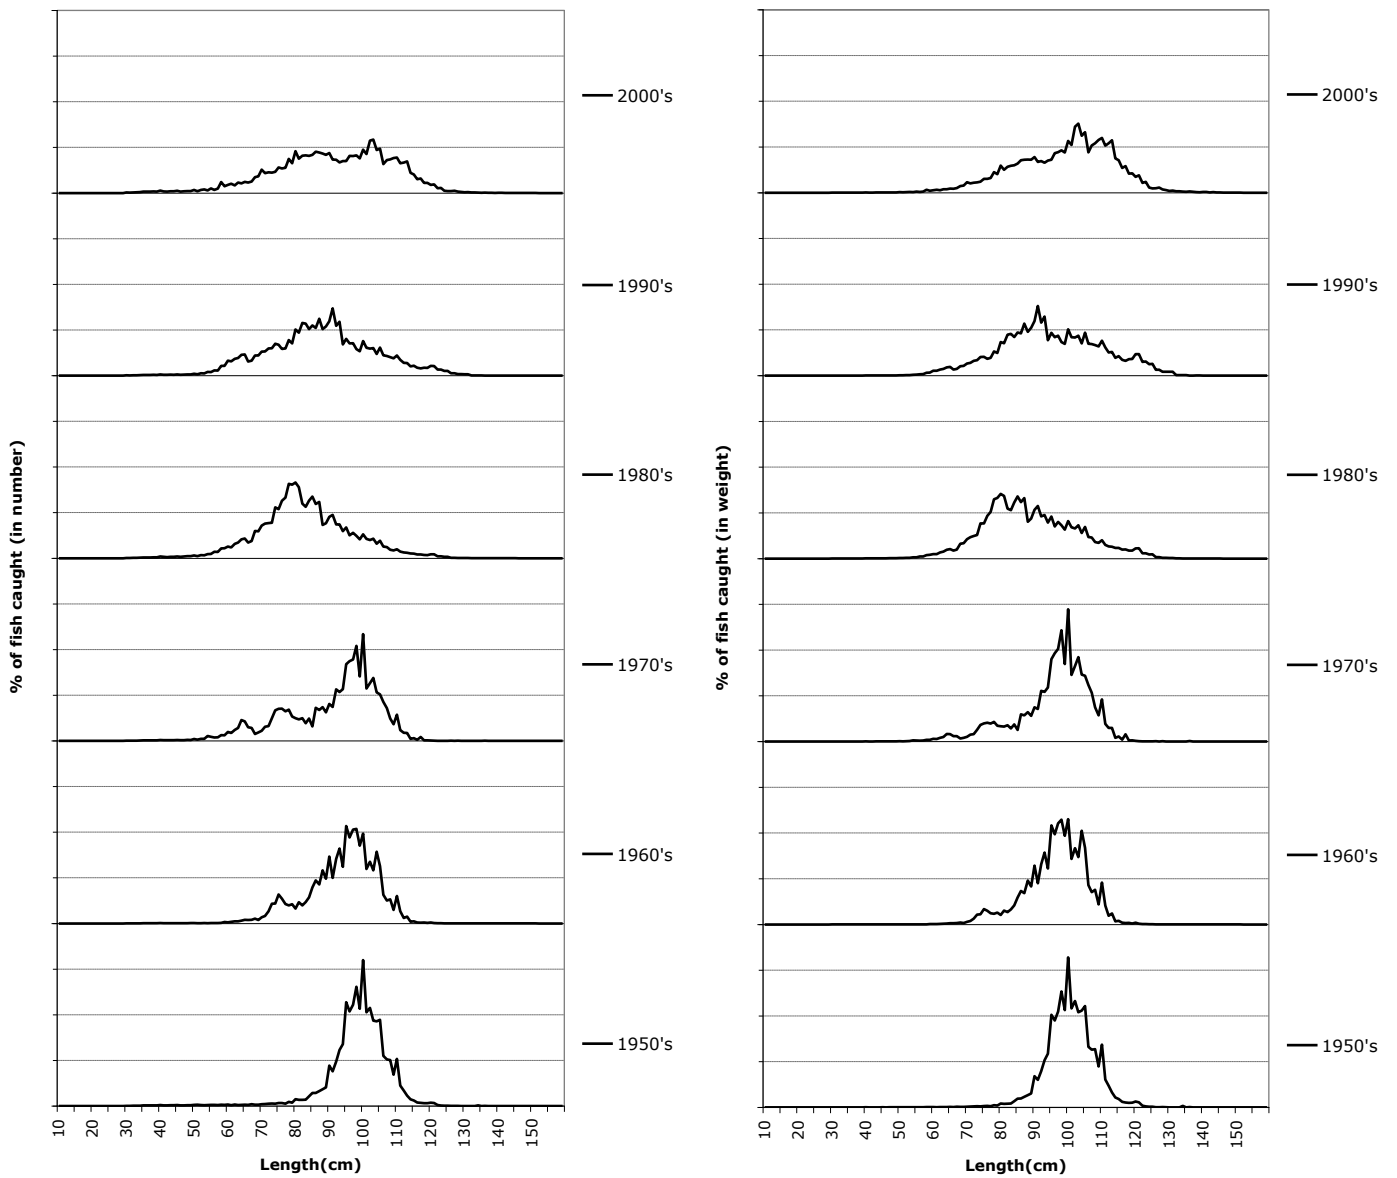 % of fish caught (in number)
2000's
1990's
1980's
1970's
1960's
1950's
10 20 30 40 50 60 70 80 90 100 110 120 130 140 150
Length(cm)
% of fish caught (in weight)
2000's
1990's
1980's
1970's
1960's
1950's
10 20 30 40 50 60 70 80 90 100 110 120 130 140 150
Length(cm)